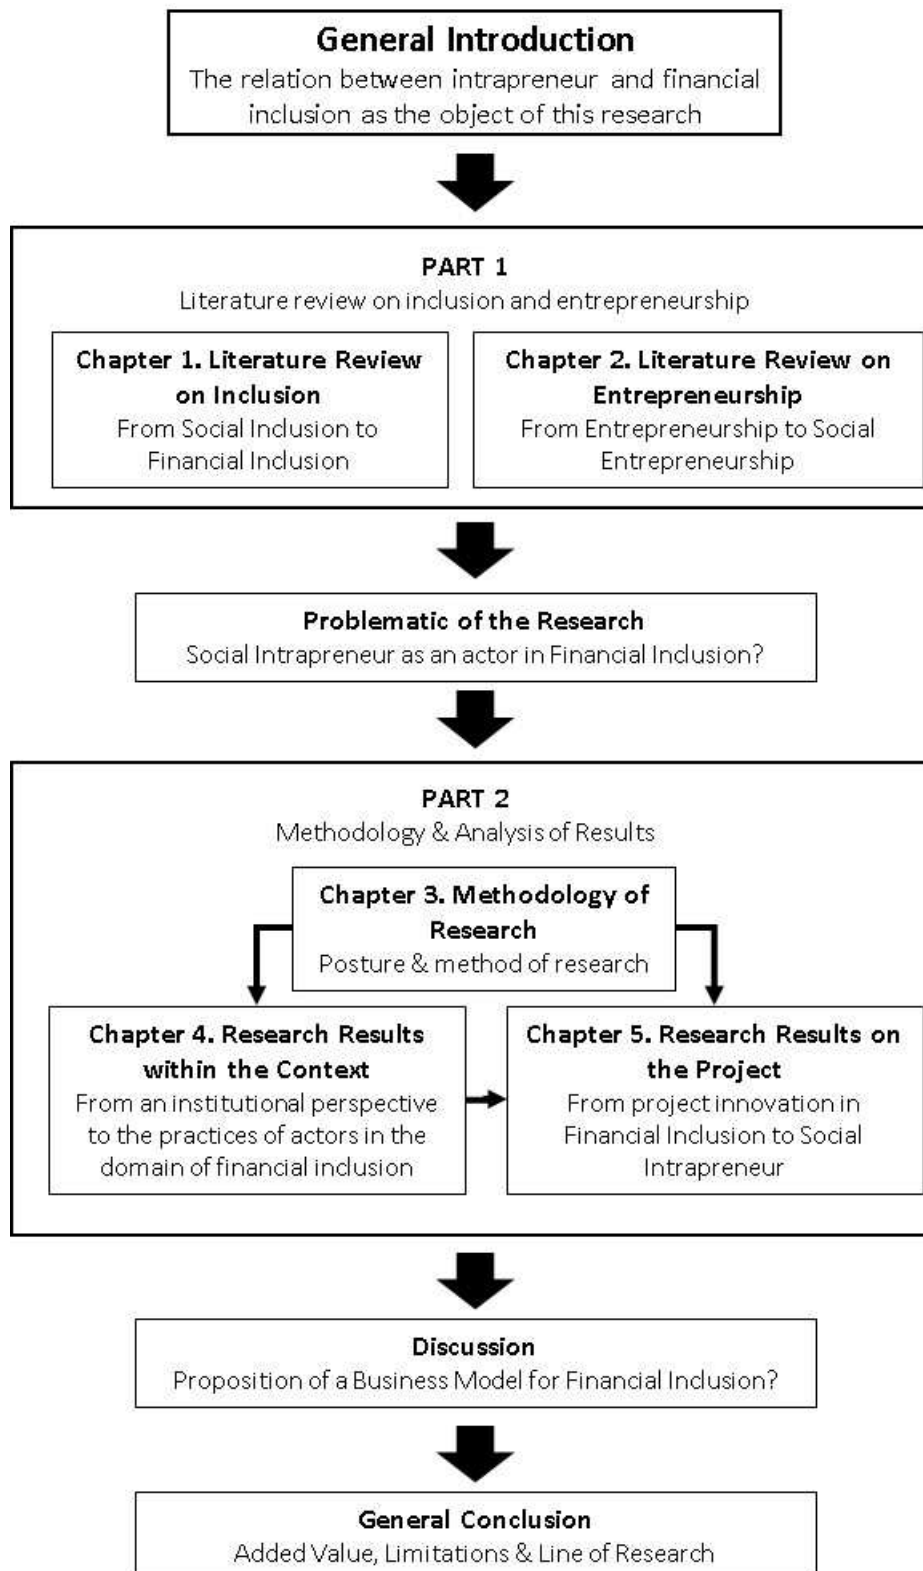 General Introduction
The relation between intrapreneur and financial
inclusion as the object of this research
PART 1
Literature review on inclusion and entrepreneurship
Chapter 1. Literature Review
on Inclusion
From Social Inclusion to
Financial Inclusion
Chapter 2. Literature Review on
Entrepreneurship
From Entrepreneurship to Social
Entrepreneurship
Problematic of the Research
Social Intrapreneur as an actor in Financial Inclusion?
PART 2
Methodology & Analysis of Results
Chapter 3. Methodology of
Research
Posture & method of research
Chapter 4. Research Results
within the Context
From an institutional perspective
to the practices of actors in the
domain of financial inclusion
Chapter 5. Research Results on
the Project
From project innovation in
Financial Inclusion to Social
Intrapreneur
Discussion
Proposition of a Business Model for Financial Inclusion?
General Conclusion
Added Value, Limitations & Line of Research